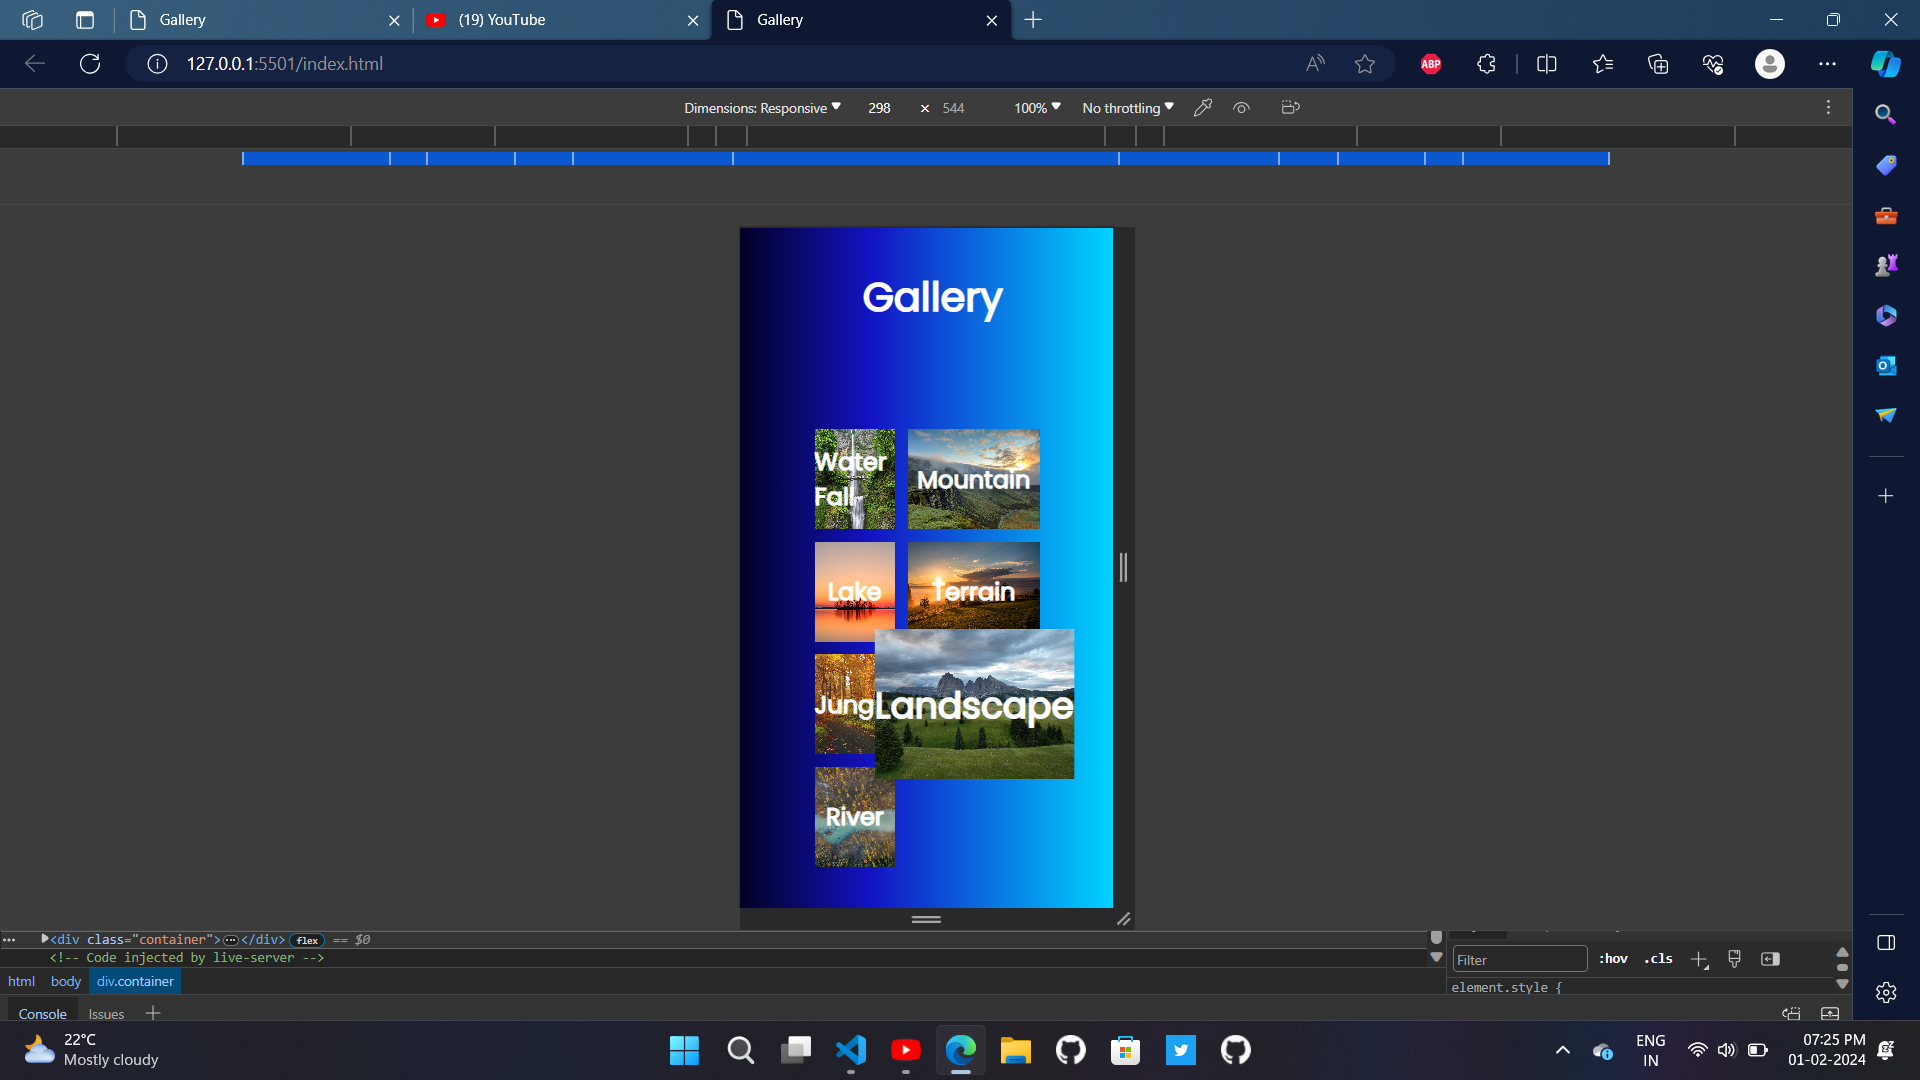 Gallery
(19) YouTube
Gallery
127.0.0.1:5501/index.html
ABP
Dimensions: Responsive 298 × 544 100% No throttling
Gallery
Water
Fall
Mountain
Lake
Terrain
Jung
Landscape
River
<div class="container">…</div> flex == $0
<!-- Code injected by live-server -->
html body div.container
Filter :hov .cls
element.style {
Console Issues
22°C
Mostly cloudy
ENG
IN
07:25 PM
01-02-2024